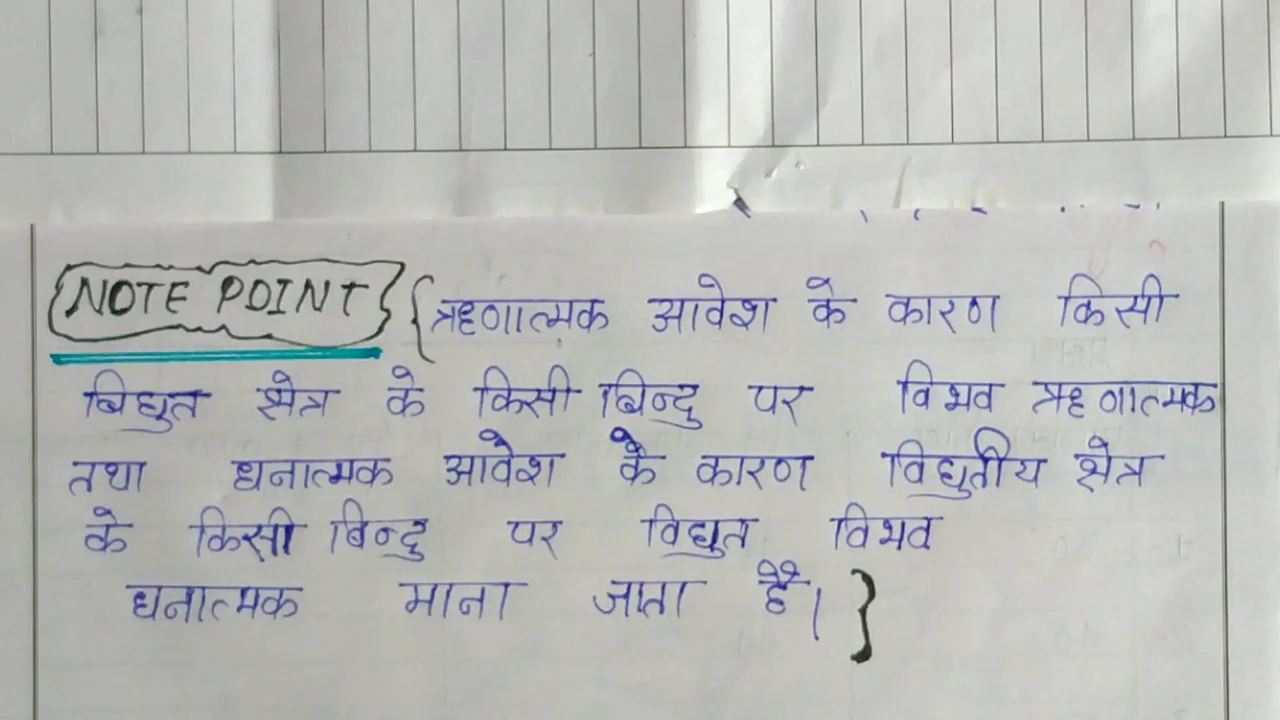 NOTE POINT {ऋणात्मक आवेश के कारण किसी
विद्युत क्षेत्र के किसी बिन्दु पर विभव ऋणात्मक
तथा धनात्मक आवेश के कारण विद्युतीय क्षेत्र
के किसी बिन्दु पर विद्युत विभव
धनात्मक माना जाता है।}